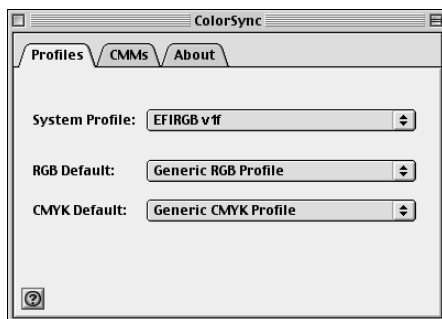 ColorSync
Profiles CMMs About
System Profile: EFIRGB v1f
RGB Default: Generic RGB Profile
CMYK Default: Generic CMYK Profile
?